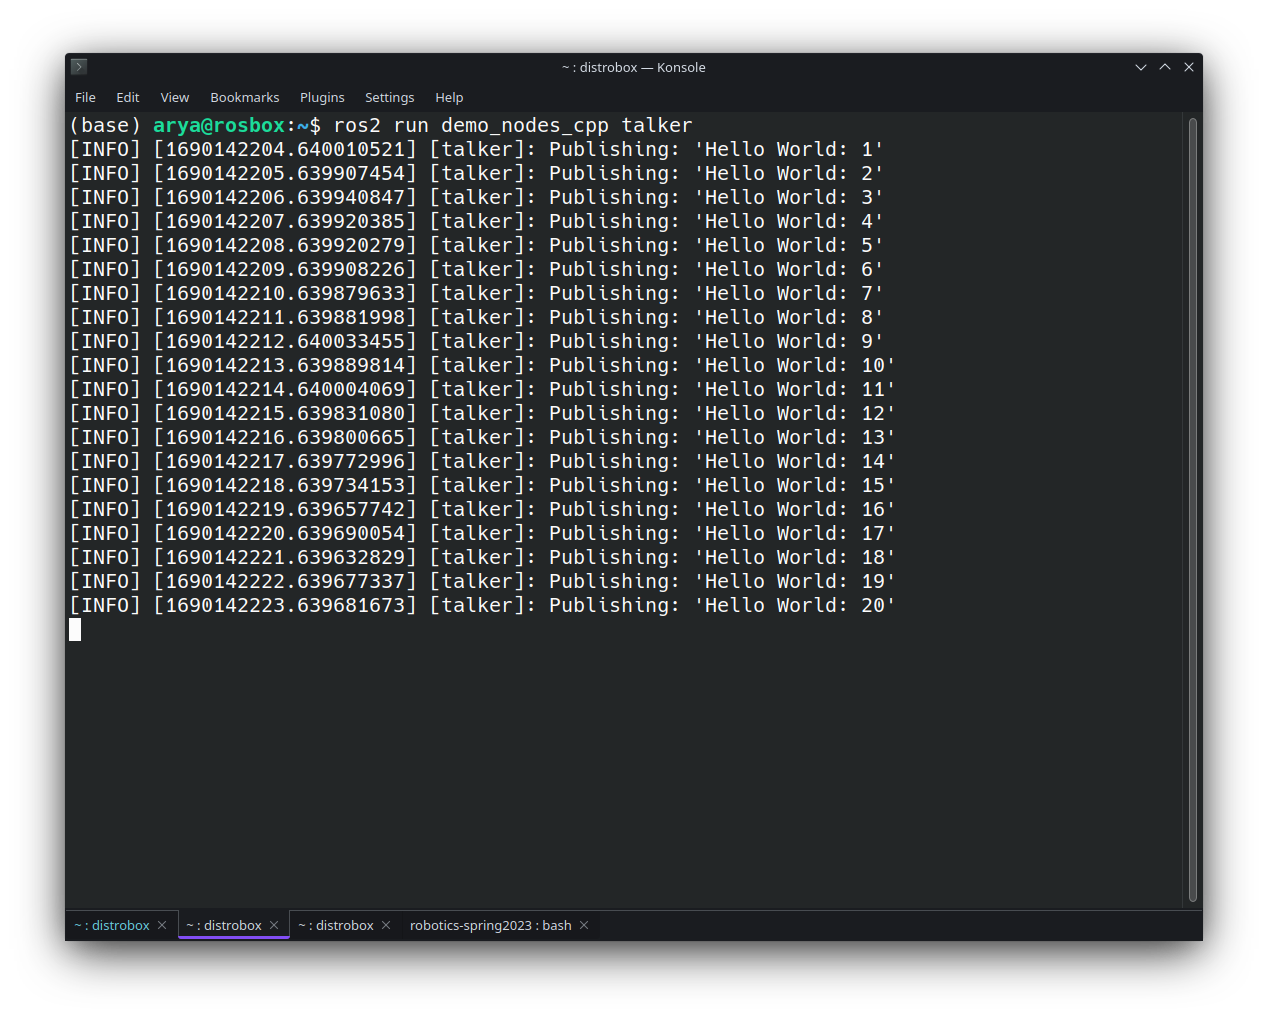 ~ : distrobox — Konsole
File Edit View Bookmarks Plugins Settings Help
(base) arya@rosbox:~$ ros2 run demo_nodes_cpp talker
[INFO] [1690142204.640010521] [talker]: Publishing: 'Hello World: 1'
[INFO] [1690142205.639907454] [talker]: Publishing: 'Hello World: 2'
[INFO] [1690142206.639940847] [talker]: Publishing: 'Hello World: 3'
[INFO] [1690142207.639920385] [talker]: Publishing: 'Hello World: 4'
[INFO] [1690142208.639920279] [talker]: Publishing: 'Hello World: 5'
[INFO] [1690142209.639908226] [talker]: Publishing: 'Hello World: 6'
[INFO] [1690142210.639879633] [talker]: Publishing: 'Hello World: 7'
[INFO] [1690142211.639881998] [talker]: Publishing: 'Hello World: 8'
[INFO] [1690142212.640033455] [talker]: Publishing: 'Hello World: 9'
[INFO] [1690142213.639889814] [talker]: Publishing: 'Hello World: 10'
[INFO] [1690142214.640004069] [talker]: Publishing: 'Hello World: 11'
[INFO] [1690142215.639831080] [talker]: Publishing: 'Hello World: 12'
[INFO] [1690142216.639800665] [talker]: Publishing: 'Hello World: 13'
[INFO] [1690142217.639772996] [talker]: Publishing: 'Hello World: 14'
[INFO] [1690142218.639734153] [talker]: Publishing: 'Hello World: 15'
[INFO] [1690142219.639657742] [talker]: Publishing: 'Hello World: 16'
[INFO] [1690142220.639690054] [talker]: Publishing: 'Hello World: 17'
[INFO] [1690142221.639632829] [talker]: Publishing: 'Hello World: 18'
[INFO] [1690142222.639677337] [talker]: Publishing: 'Hello World: 19'
[INFO] [1690142223.639681673] [talker]: Publishing: 'Hello World: 20'
~ : distrobox ~ : distrobox ~ : distrobox robotics-spring2023 : bash